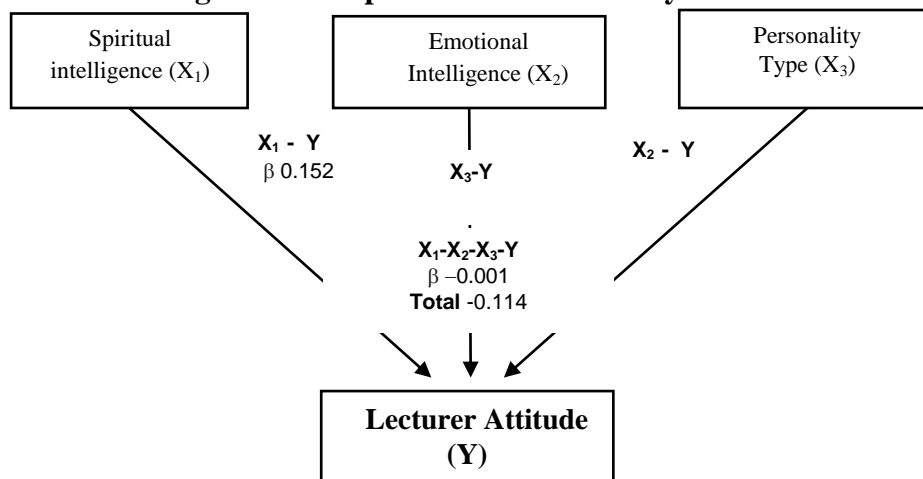 Spiritual
intelligence (X₁)
Emotional
Intelligence (X₂)
Personality
Type (X₃)
X₁ - Y
β 0.152
X₃-Y
X₂ - Y
X₁-X₂-X₃-Y
β –0.001
Total -0.114
Lecturer Attitude
(Y)